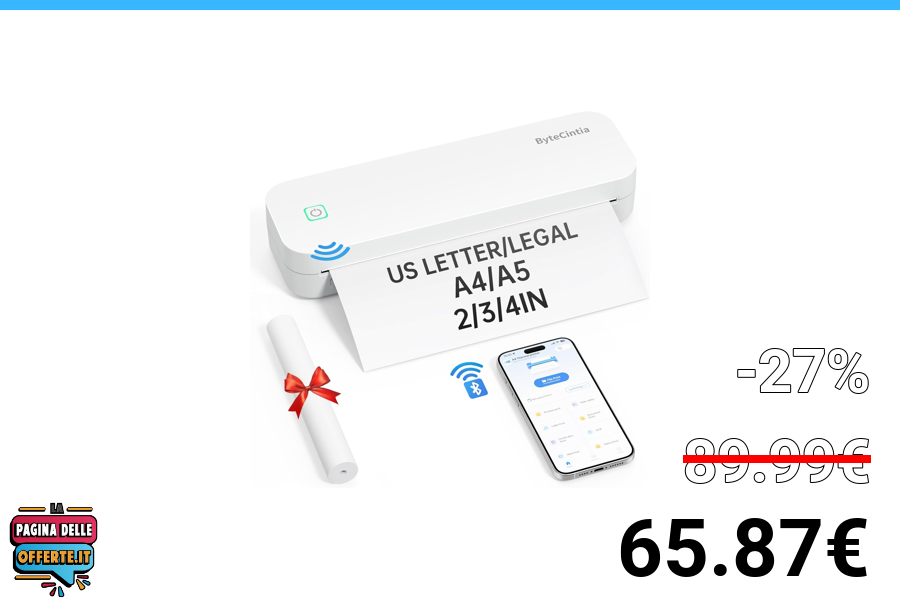 ByteCintia
US LETTER/LEGAL
A4/A5
2/3/4IN
-27%
89.99€
65.87€
LA
PAGINA DELLE
OFFERTE.IT